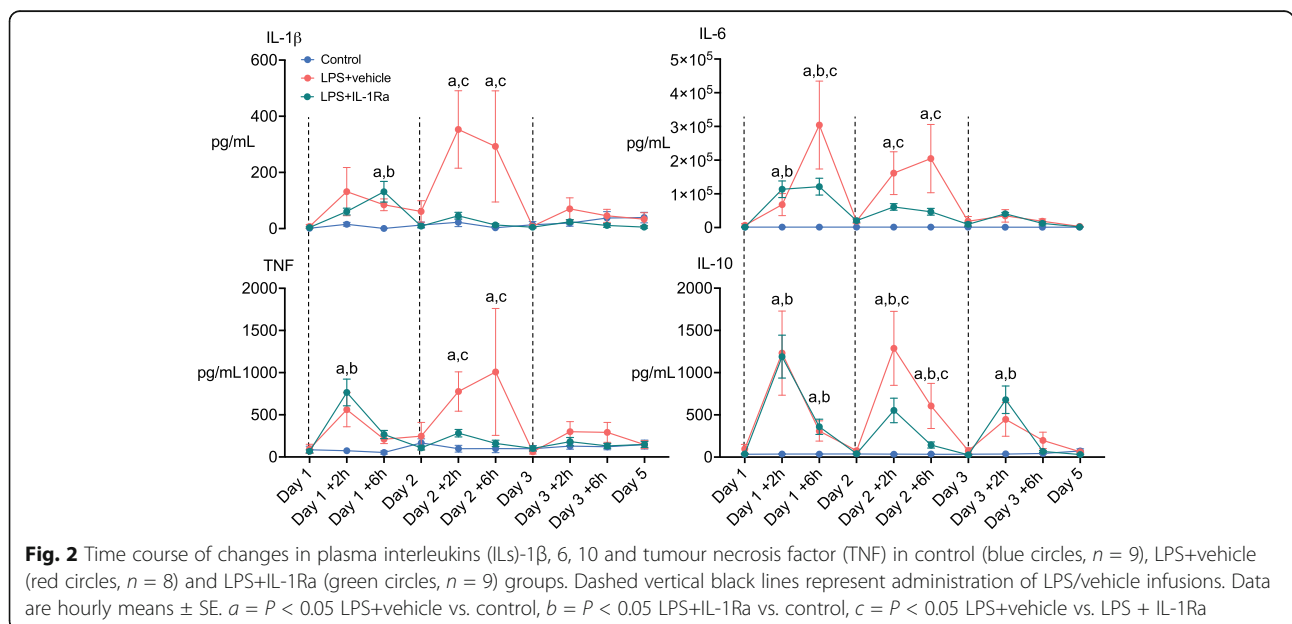 IL-1β
600
400
pg/mL
200
0
Control
LPS+vehicle
LPS+IL-1Ra
a,b
a,c
a,c
IL-6
5×10⁵
4×10⁵
3×10⁵
pg/mL
2×10⁵
1×10⁵
0
a,b
a,b,c
a,c
a,c
TNF
2000
1500
pg/mL
1000
500
0
a,b
a,c
a,c
Day 1
Day 1 +2h
Day 1 +6h
Day 2
Day 2 +2h
Day 2 +6h
Day 3
Day 3 +2h
Day 3 +6h
Day 5
IL-10
2000
1500
pg/mL
1000
500
0
a,b
a,b
a,b,c
a,b,c
a,b
Day 1
Day 1 +2h
Day 1 +6h
Day 2
Day 2 +2h
Day 2 +6h
Day 3
Day 3 +2h
Day 3 +6h
Day 5
Fig. 2 Time course of changes in plasma interleukins (ILs)-1β, 6, 10 and tumour necrosis factor (TNF) in control (blue circles, n = 9), LPS+vehicle
(red circles, n = 8) and LPS+IL-1Ra (green circles, n = 9) groups. Dashed vertical black lines represent administration of LPS/vehicle infusions. Data
are hourly means ± SE. a = P < 0.05 LPS+vehicle vs. control, b = P < 0.05 LPS+IL-1Ra vs. control, c = P < 0.05 LPS+vehicle vs. LPS + IL-1Ra